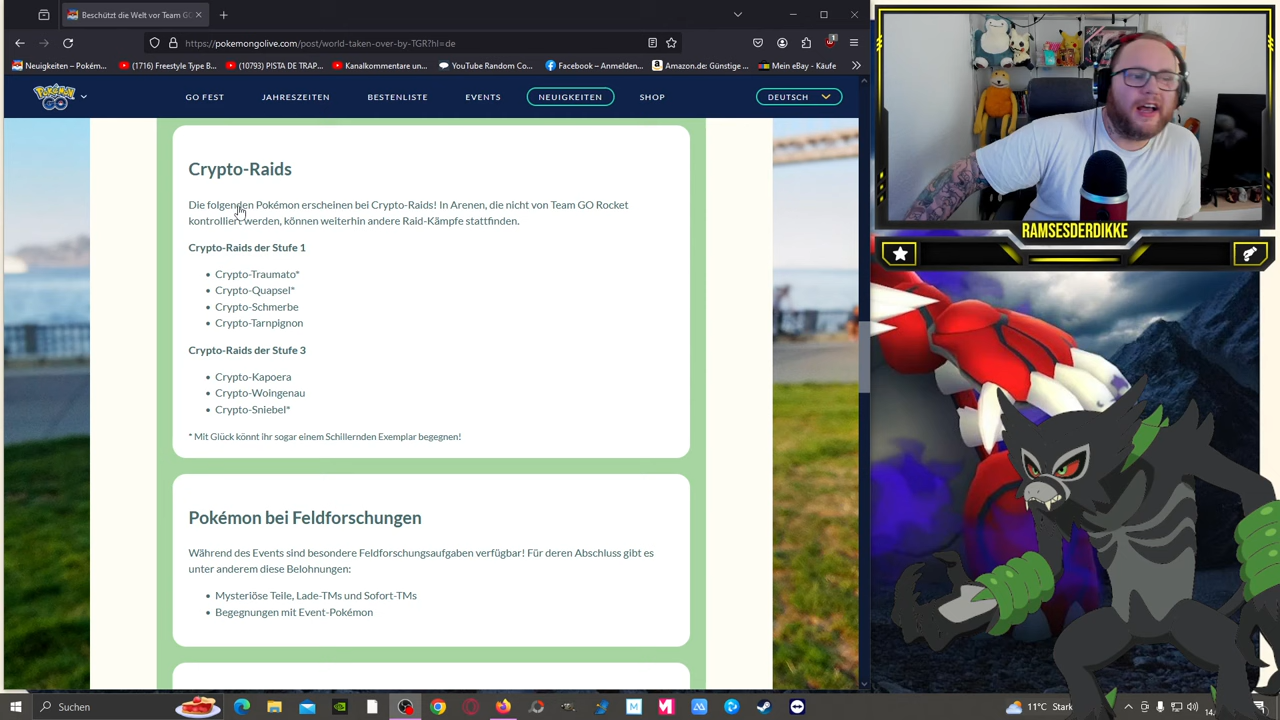 Beschützt die Welt vor Team GO
https://pokemongolive.com/post/world-taken-over-by-TGR?hl=de
1
Neuigkeiten – Pokém…
(1716) Freestyle Type B…
(10793) PISTA DE TRAP…
Kanalkommentare un…
YouTube Random Co…
Facebook – Anmelden…
Amazon.de: Günstige …
Mein eBay - Käufe
Pokémon GO
GO FEST
JAHRESZEITEN
BESTENLISTE
EVENTS
NEUIGKEITEN
SHOP
DEUTSCH
Crypto-Raids
Die folgenden Pokémon erscheinen bei Crypto-Raids! In Arenen, die nicht von Team GO Rocket
kontrolliert werden, können weiterhin andere Raid-Kämpfe stattfinden.
Crypto-Raids der Stufe 1
• Crypto-Traumato*
• Crypto-Quapsel*
• Crypto-Schmerbe
• Crypto-Tarnpignon
Crypto-Raids der Stufe 3
• Crypto-Kapoera
• Crypto-Woingenau
• Crypto-Sniebel*
* Mit Glück könnt ihr sogar einem Schillernden Exemplar begegnen!
Pokémon bei Feldforschungen
Während des Events sind besondere Feldforschungsaufgaben verfügbar! Für deren Abschluss gibt es
unter anderem diese Belohnungen:
• Mysteriöse Teile, Lade-TMs und Sofort-TMs
• Begegnungen mit Event-Pokémon
RAMSESDERDIKKE
Suchen
11°C Stark